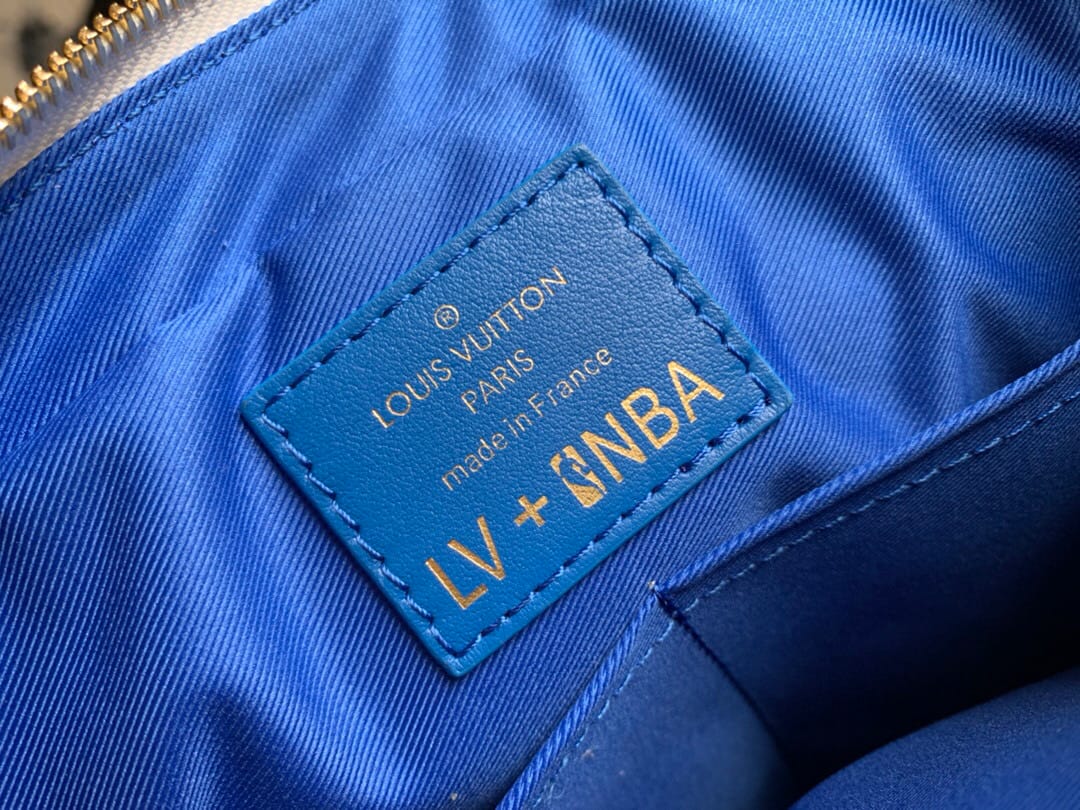 ®
LOUIS VUITTON
PARIS
made in France
LV + NBA